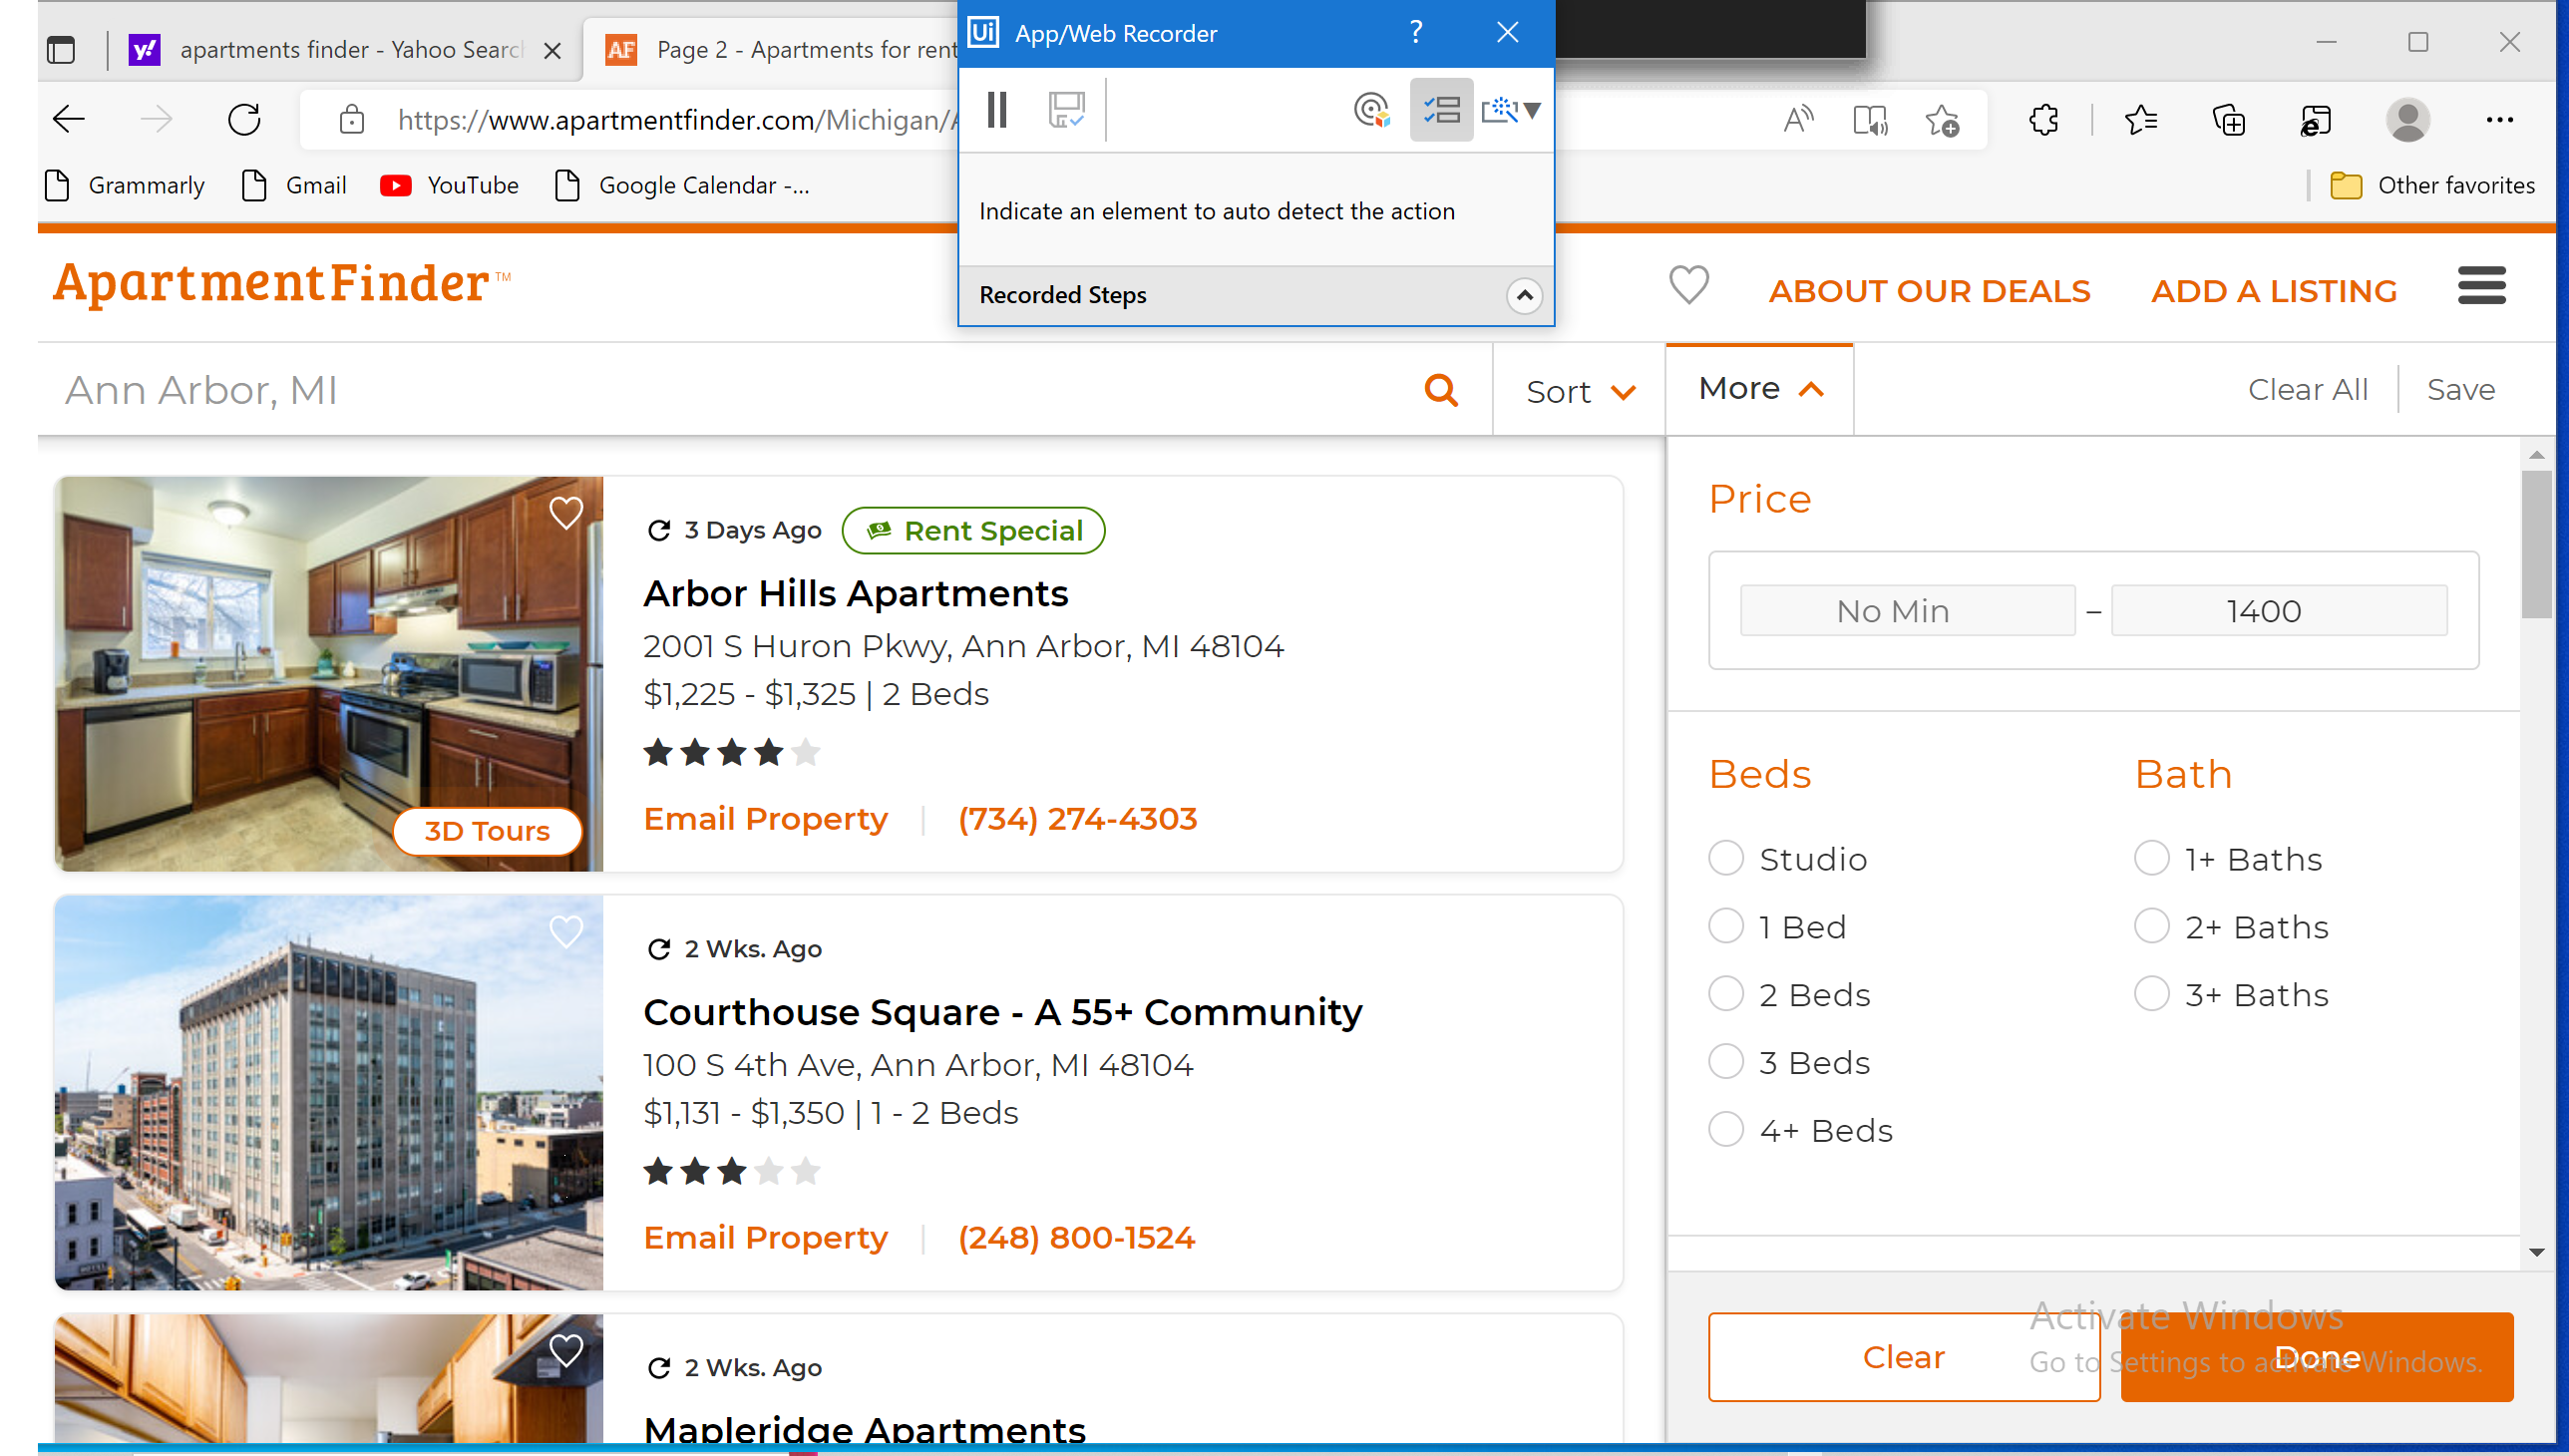 apartments finder - Yahoo Search
Page 2 - Apartments for rent
Ui App/Web Recorder ?
https://www.apartmentfinder.com/Michigan/
Grammarly
Gmail
YouTube
Google Calendar -...
Other favorites
Indicate an element to auto detect the action
Recorded Steps
ApartmentFinder™
ABOUT OUR DEALS
ADD A LISTING
Ann Arbor, MI
Sort
More
Clear All
Save
3 Days Ago
Rent Special
Arbor Hills Apartments
2001 S Huron Pkwy, Ann Arbor, MI 48104
$1,225 - $1,325 | 2 Beds
Email Property | (734) 274-4303
3D Tours
2 Wks. Ago
Courthouse Square - A 55+ Community
100 S 4th Ave, Ann Arbor, MI 48104
$1,131 - $1,350 | 1 - 2 Beds
Email Property | (248) 800-1524
2 Wks. Ago
Mapleridge Apartments
Price
No Min – 1400
Beds
Studio
1 Bed
2 Beds
3 Beds
4+ Beds
Bath
1+ Baths
2+ Baths
3+ Baths
Clear
Done
Activate Windows
Go to Settings to activate Windows.